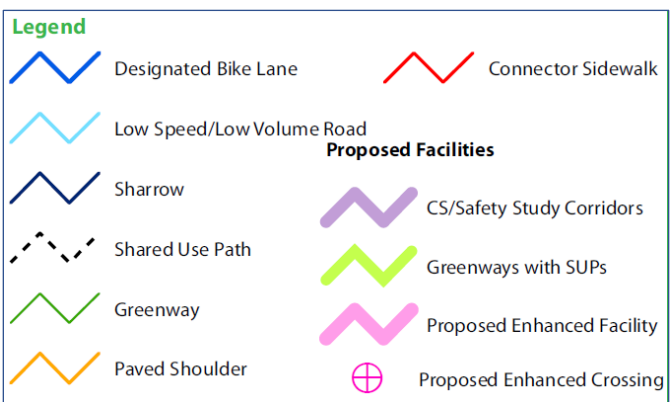 Legend
Designated Bike Lane
Connector Sidewalk
Low Speed/Low Volume Road
Proposed Facilities
Sharrow
CS/Safety Study Corridors
Shared Use Path
Greenways with SUPs
Greenway
Proposed Enhanced Facility
Paved Shoulder
Proposed Enhanced Crossing